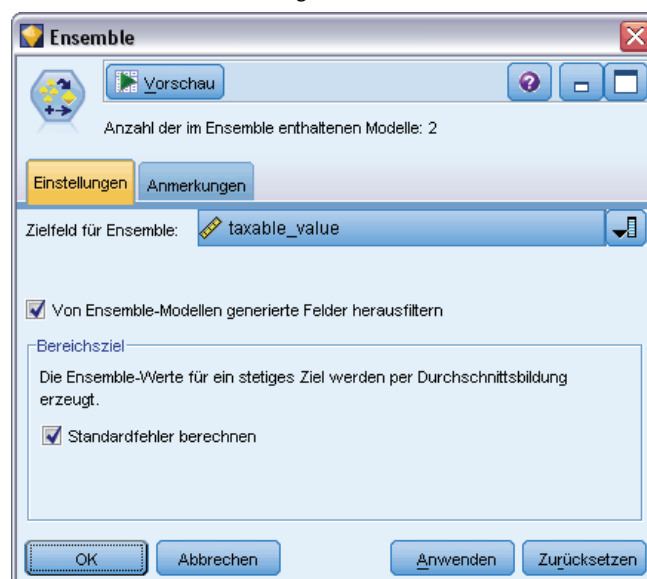 Ensemble
Vorschau
Anzahl der im Ensemble enthaltenen Modelle: 2
Einstellungen Anmerkungen
Zielfeld für Ensemble: taxable_value
Von Ensemble-Modellen generierte Felder herausfiltern
Bereichsziel
Die Ensemble-Werte für ein stetiges Ziel werden per Durchschnittsbildung
erzeugt.
Standardfehler berechnen
OK Abbrechen Anwenden Zurücksetzen